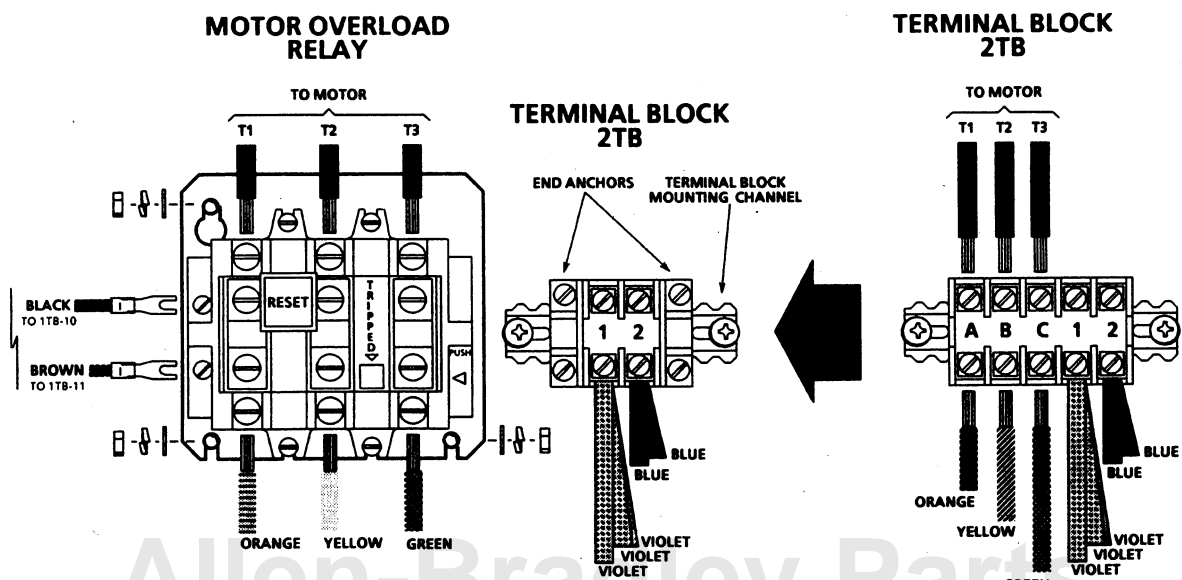 MOTOR OVERLOAD
RELAY
TO MOTOR
T1 T2 T3
BLACK
TO 1TB-10
BROWN
TO 1TB-11
RESET
TRIPPED
PUSH
ORANGE YELLOW GREEN
TERMINAL BLOCK
2TB
END ANCHORS
TERMINAL BLOCK
MOUNTING CHANNEL
1 2
BLUE
BLUE
VIOLET
VIOLET
VIOLET
TERMINAL BLOCK
2TB
TO MOTOR
T1 T2 T3
A B C 1 2
BLUE
BLUE
ORANGE
YELLOW
VIOLET
VIOLET
VIOLET
GREEN
Allen-Bradley Parts